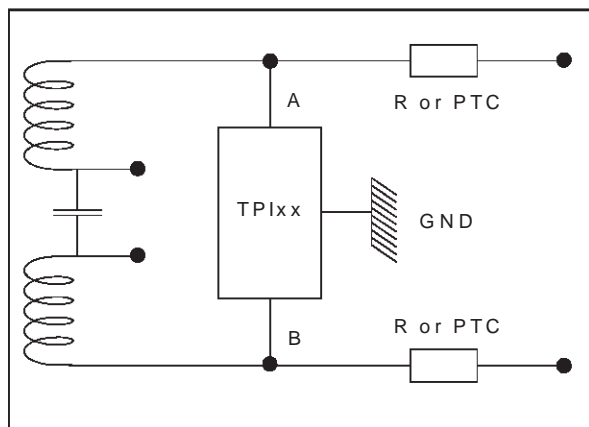 A
R or PTC
TPIxx
GND
R or PTC
B